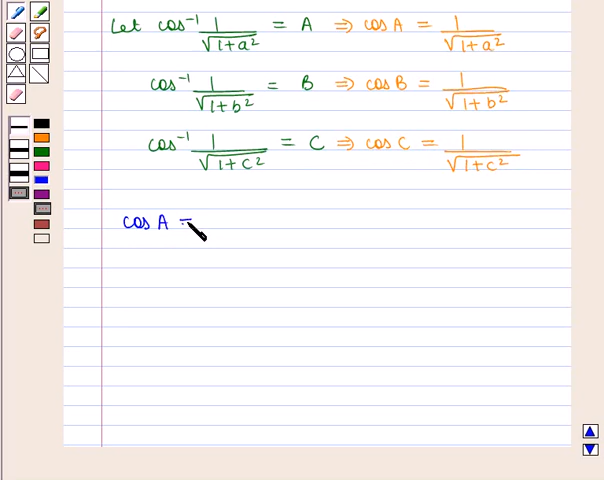 Let cos⁻¹ 1/√(1+a²) = A ⇒ cos A = 1/√(1+a²)
cos⁻¹ 1/√(1+b²) = B ⇒ cos B = 1/√(1+b²)
cos⁻¹ 1/√(1+c²) = C ⇒ cos C = 1/√(1+c²)
cos A =